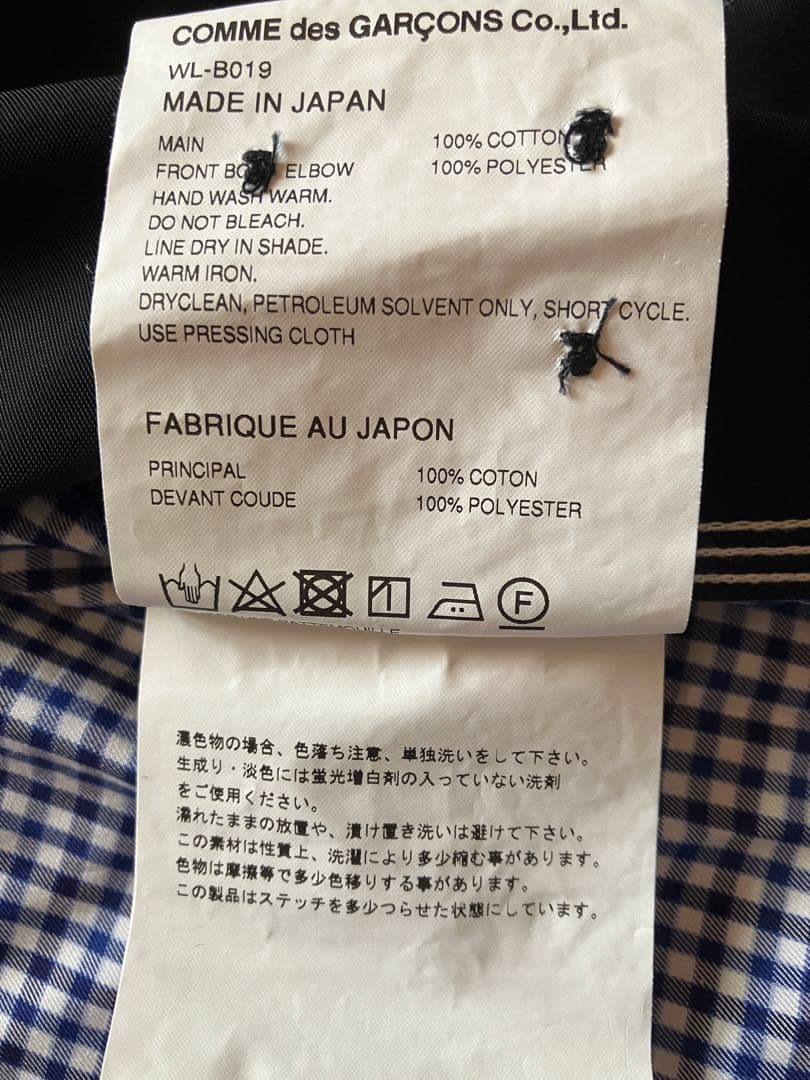 COMME des GARÇONS Co.,Ltd.
WL-B019
MADE IN JAPAN
MAIN 100% COTTON
FRONT ELBOW 100% POLYESTER
HAND WASH WARM.
DO NOT BLEACH.
LINE DRY IN SHADE.
WARM IRON.
DRYCLEAN, PETROLEUM SOLVENT ONLY, SHORT CYCLE.
USE PRESSING CLOTH
FABRIQUE AU JAPON
PRINCIPAL 100% COTON
DEVANT COUDE 100% POLYESTER
F
濃色物の場合、色落ち注意、単独洗いをして下さい。
生成り・淡色には蛍光増白剤の入っていない洗剤
をご使用ください。
濡れたままの放置や、漬け置き洗いは避けて下さい。
この素材は性質上、洗濯により多少縮む事があります。
色物は摩擦等で多少色移りする事があります。
この製品はステッチを多少つらせた状態にしています。